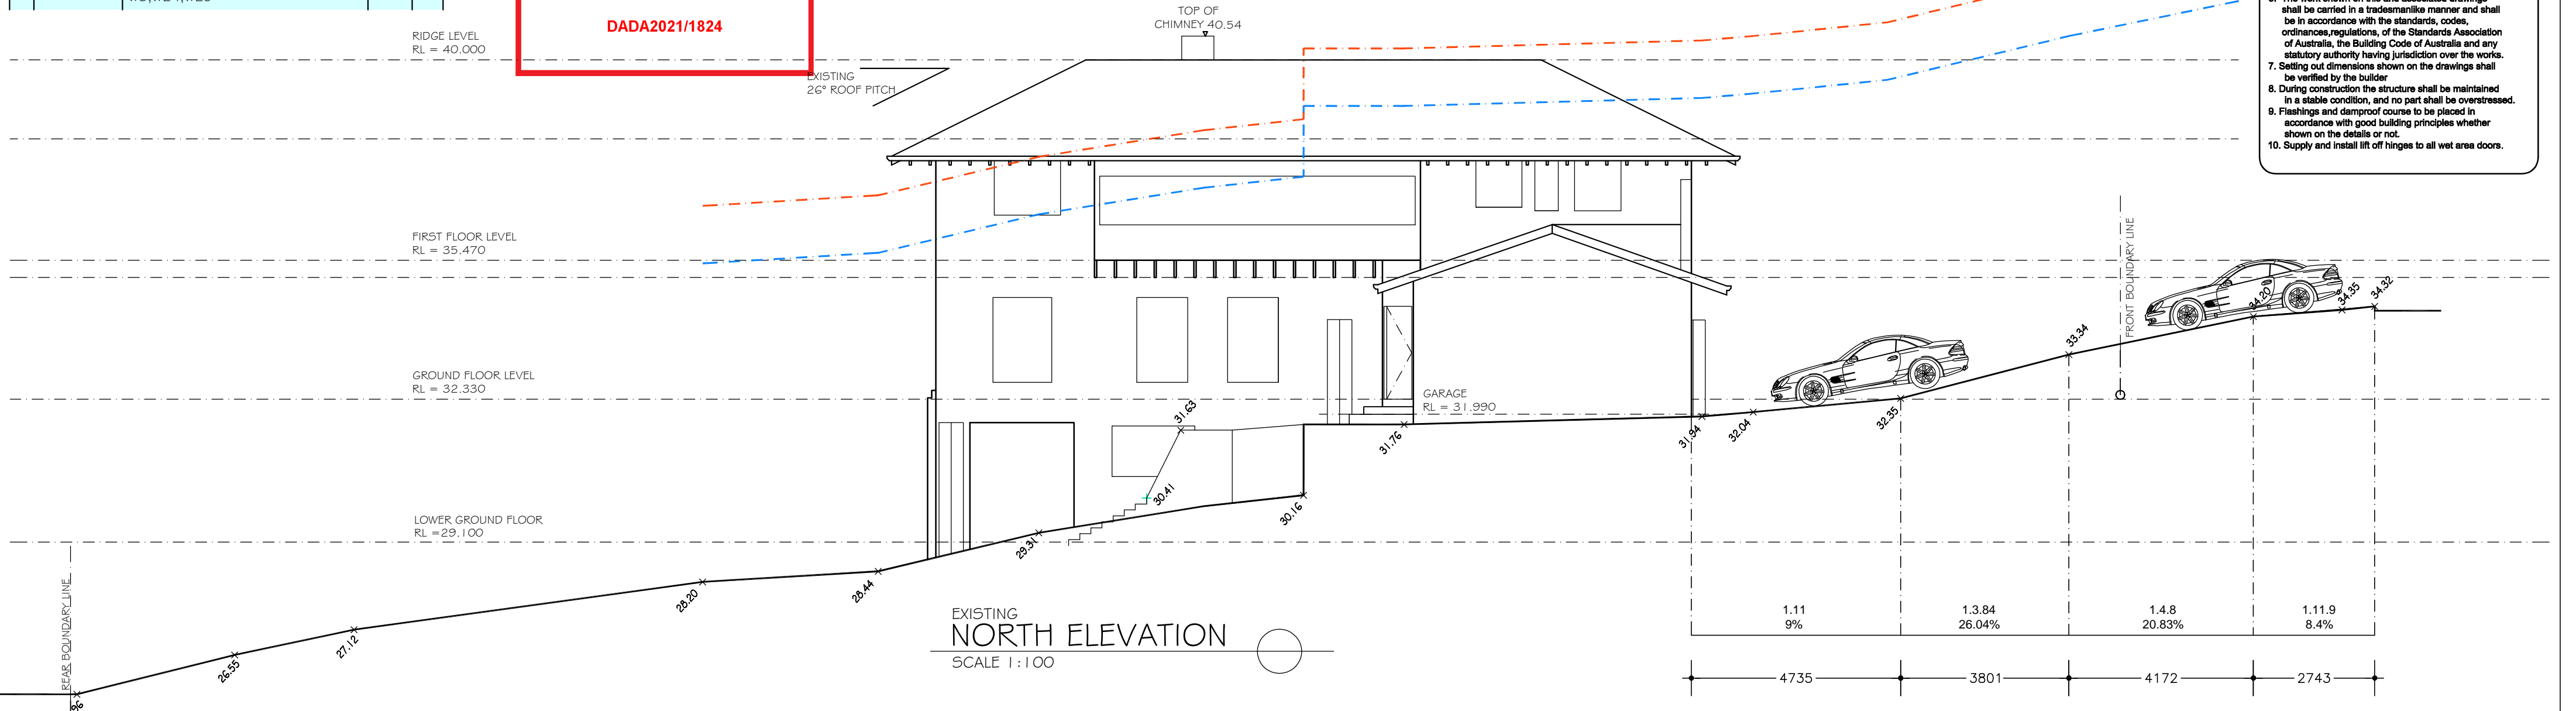 DADA2021/1824
TOP OF
CHIMNEY 40.54
RIDGE LEVEL
RL = 40.000
EXISTING
26° ROOF PITCH
shall be carried in a tradesmanlike manner and shall
be in accordance with the standards, codes,
ordinances,regulations, of the Standards Association
of Australia, the Building Code of Australia and any
statutory authority having jurisdiction over the works.
7. Setting out dimensions shown on the drawings shall
be verified by the builder
8. During construction the structure shall be maintained
in a stable condition, and no part shall be overstressed.
9. Flashings and damproof course to be placed in
accordance with good building principles whether
shown on the details or not.
10. Supply and install lift off hinges to all wet area doors.
FIRST FLOOR LEVEL
RL = 35.470
FRONT BOUNDARY LINE
34.20
34.35
34.32
33.34
GROUND FLOOR LEVEL
RL = 32.330
GARAGE
RL = 31.990
31.63
31.76
31.94
32.04
32.35
30.41
30.16
LOWER GROUND FLOOR
RL =29.100
29.31
28.44
28.20
27.12
26.55
REAR BOUNDARY LINE
EXISTING
NORTH ELEVATION
SCALE 1:100
1.11
9%
1.3.84
26.04%
1.4.8
20.83%
1.11.9
8.4%
4735
3801
4172
2743